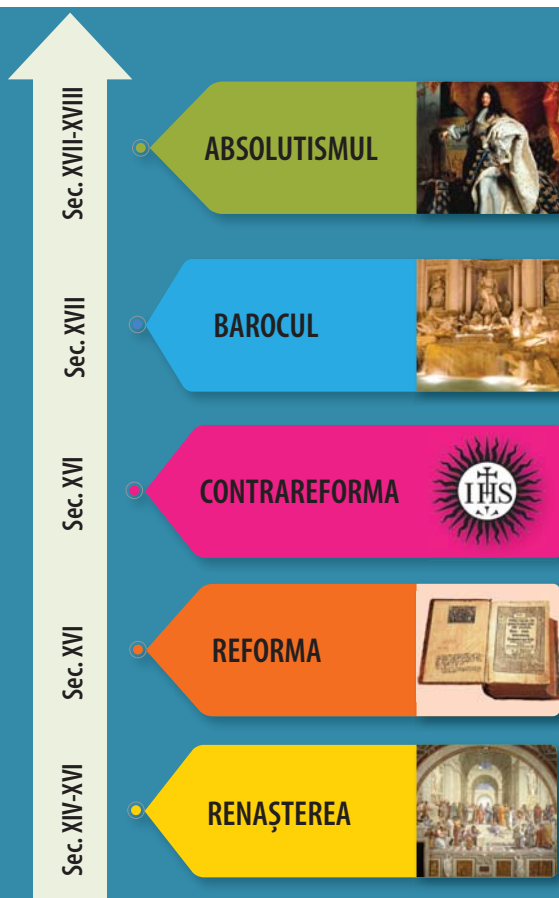 Sec. XVII-XVIII
ABSOLUTISMUL
Sec. XVII
BAROCUL
Sec. XVI
CONTRAREFORMA
IHS
Sec. XVI
REFORMA
Sec. XIV-XVI
RENAȘTEREA